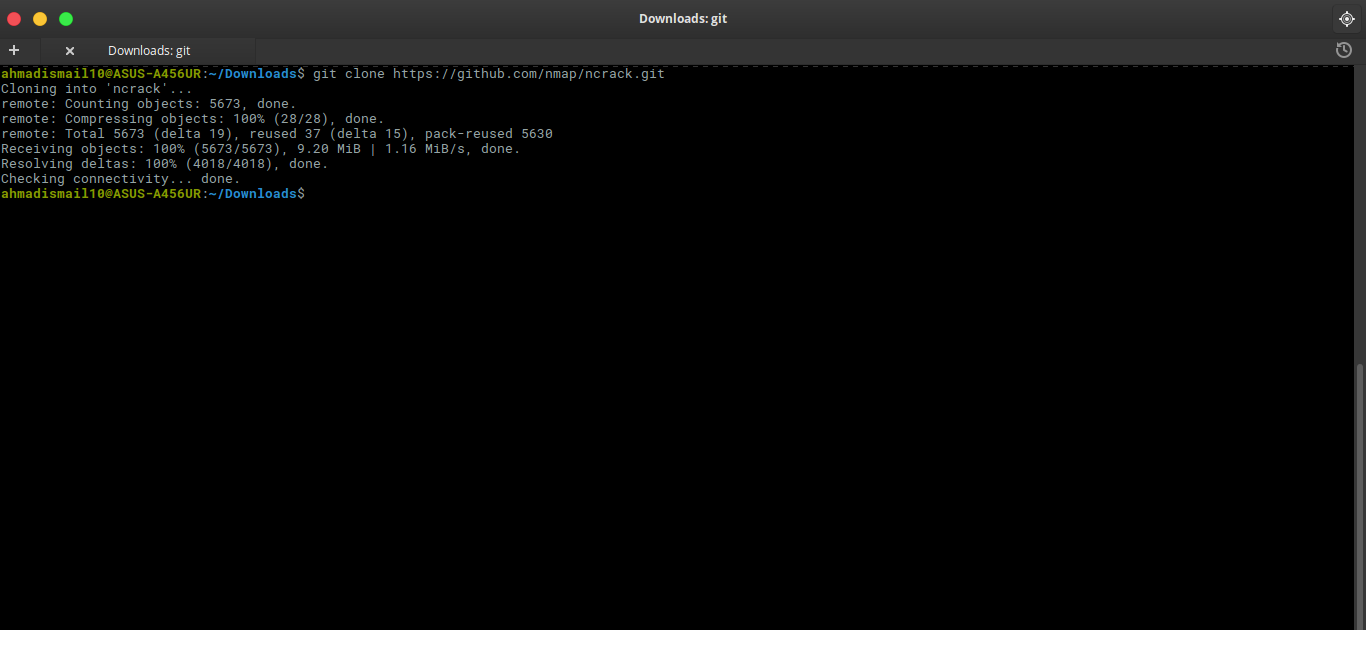 Downloads: git
Downloads: git
ahmadismail10@ASUS-A456UR:~/Downloads$ git clone https://github.com/nmap/ncrack.git
Cloning into 'ncrack'...
remote: Counting objects: 5673, done.
remote: Compressing objects: 100% (28/28), done.
remote: Total 5673 (delta 19), reused 37 (delta 15), pack-reused 5630
Receiving objects: 100% (5673/5673), 9.20 MiB | 1.16 MiB/s, done.
Resolving deltas: 100% (4018/4018), done.
Checking connectivity... done.
ahmadismail10@ASUS-A456UR:~/Downloads$